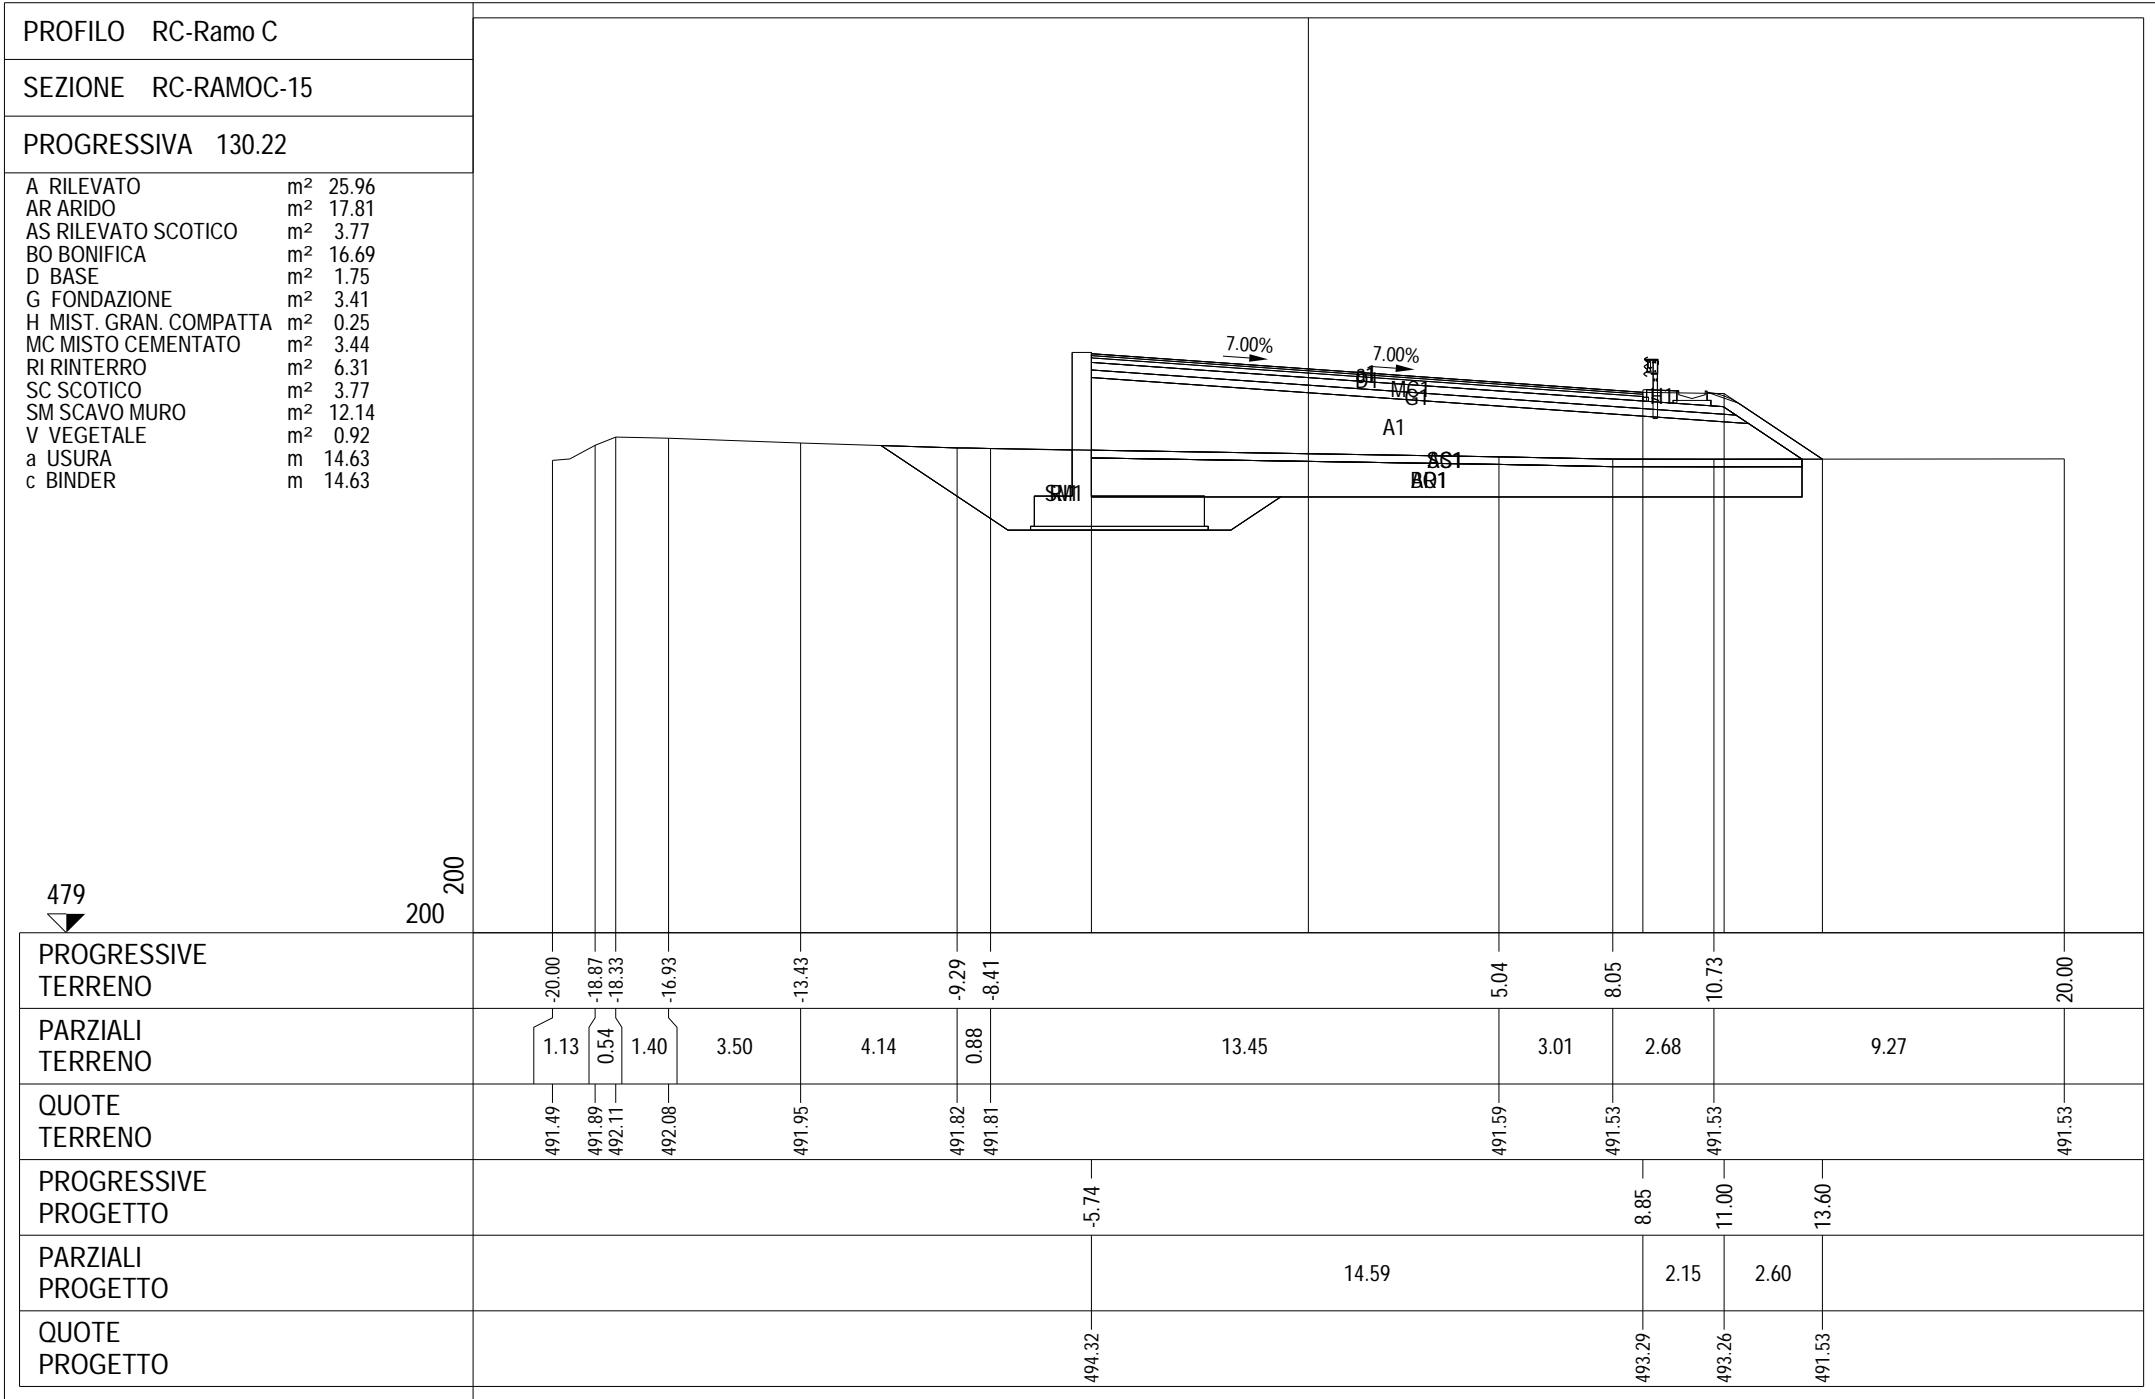 PROFILO RC-Ramo C
SEZIONE RC-RAMOC-15
PROGRESSIVA 130.22
A RILEVATO m² 25.96
AR ARIDO m² 17.81
AS RILEVATO SCOTICO m² 3.77
BO BONIFICA m² 16.69
D BASE m² 1.75
G FONDAZIONE m² 3.41
H MIST. GRAN. COMPATTA m² 0.25
MC MISTO CEMENTATO m² 3.44
RI RINTERRO m² 6.31
SC SCOTICO m² 3.77
SM SCAVO MURO m² 12.14
V VEGETALE m² 0.92
a USURA m 14.63
c BINDER m 14.63
7.00%
7.00%
MC1
G1
A1
200
479
200
PROGRESSIVE
TERRENO
-20.00 -18.87 -18.33 -16.93 -13.43 -9.29 -8.41 5.04 8.05 10.73 20.00
PARZIALI
TERRENO
1.13 0.54 1.40 3.50 4.14 0.88 13.45 3.01 2.68 9.27
QUOTE
TERRENO
491.49 491.89 492.11 492.08 491.95 491.82 491.81 491.59 491.53 491.53 491.53
PROGRESSIVE
PROGETTO
-5.74 8.85 11.00 13.60
PARZIALI
PROGETTO
14.59 2.15 2.60
QUOTE
PROGETTO
494.32 493.29 493.26 491.53